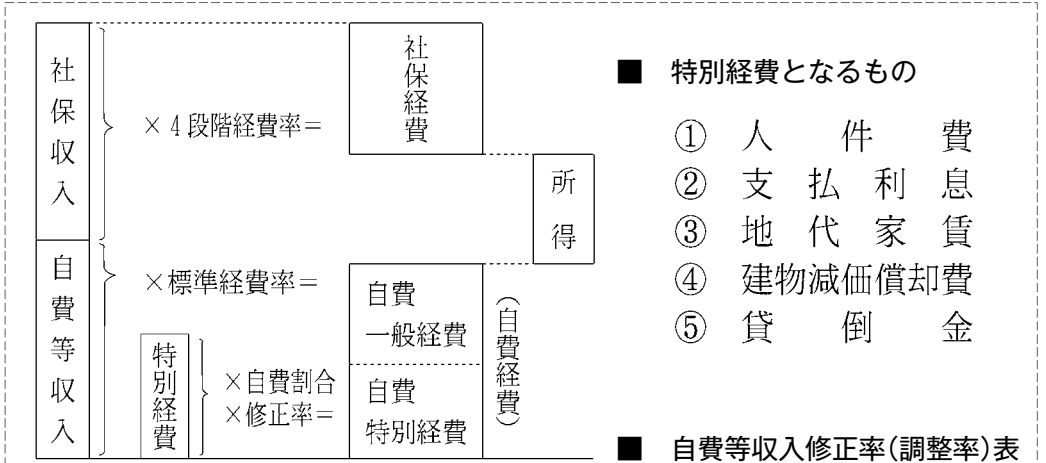 社保収入
×4段階経費率=
社保経費
所得
自費等収入
×標準経費率=
自費
一般経費
特別経費
×自費割合
×修正率=
自費
特別経費
(自費経費)
■ 特別経費となるもの
① 人件費
② 支払利息
③ 地代家賃
④ 建物減価償却費
⑤ 貸倒金
■ 自費等収入修正率(調整率)表